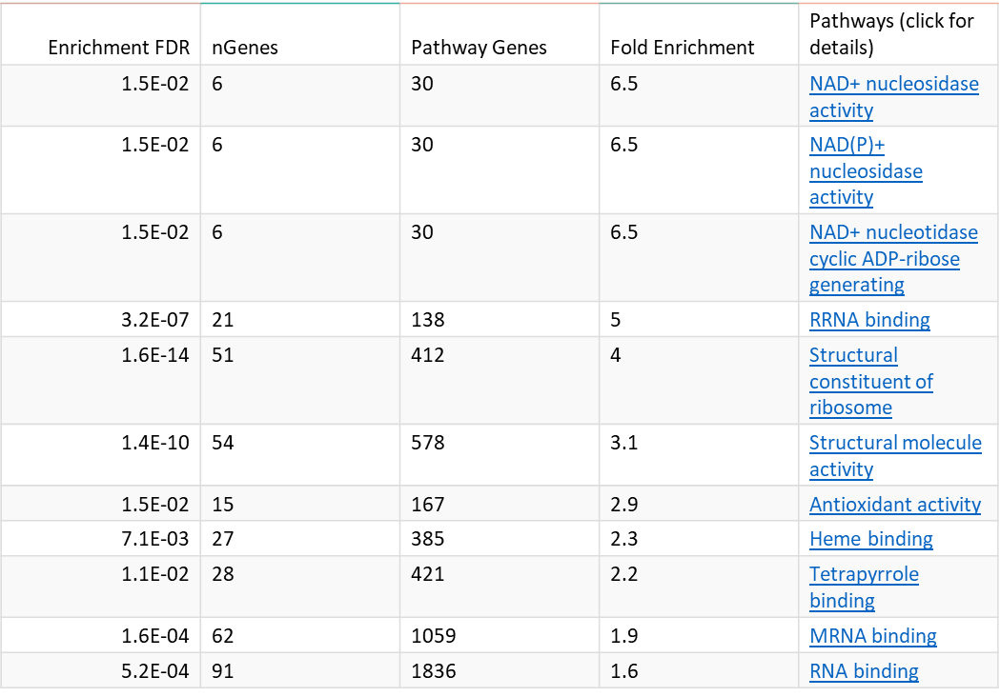 Enrichment FDR nGenes Pathway Genes Fold Enrichment Pathways (click for
details)
1.5E-02 6 30 6.5 NAD+ nucleosidase
activity
1.5E-02 6 30 6.5 NAD(P)+
nucleosidase
activity
1.5E-02 6 30 6.5 NAD+ nucleotidase
cyclic ADP-ribose
generating
3.2E-07 21 138 5 RRNA binding
1.6E-14 51 412 4 Structural
constituent of
ribosome
1.4E-10 54 578 3.1 Structural molecule
activity
1.5E-02 15 167 2.9 Antioxidant activity
7.1E-03 27 385 2.3 Heme binding
1.1E-02 28 421 2.2 Tetrapyrrole
binding
1.6E-04 62 1059 1.9 MRNA binding
5.2E-04 91 1836 1.6 RNA binding